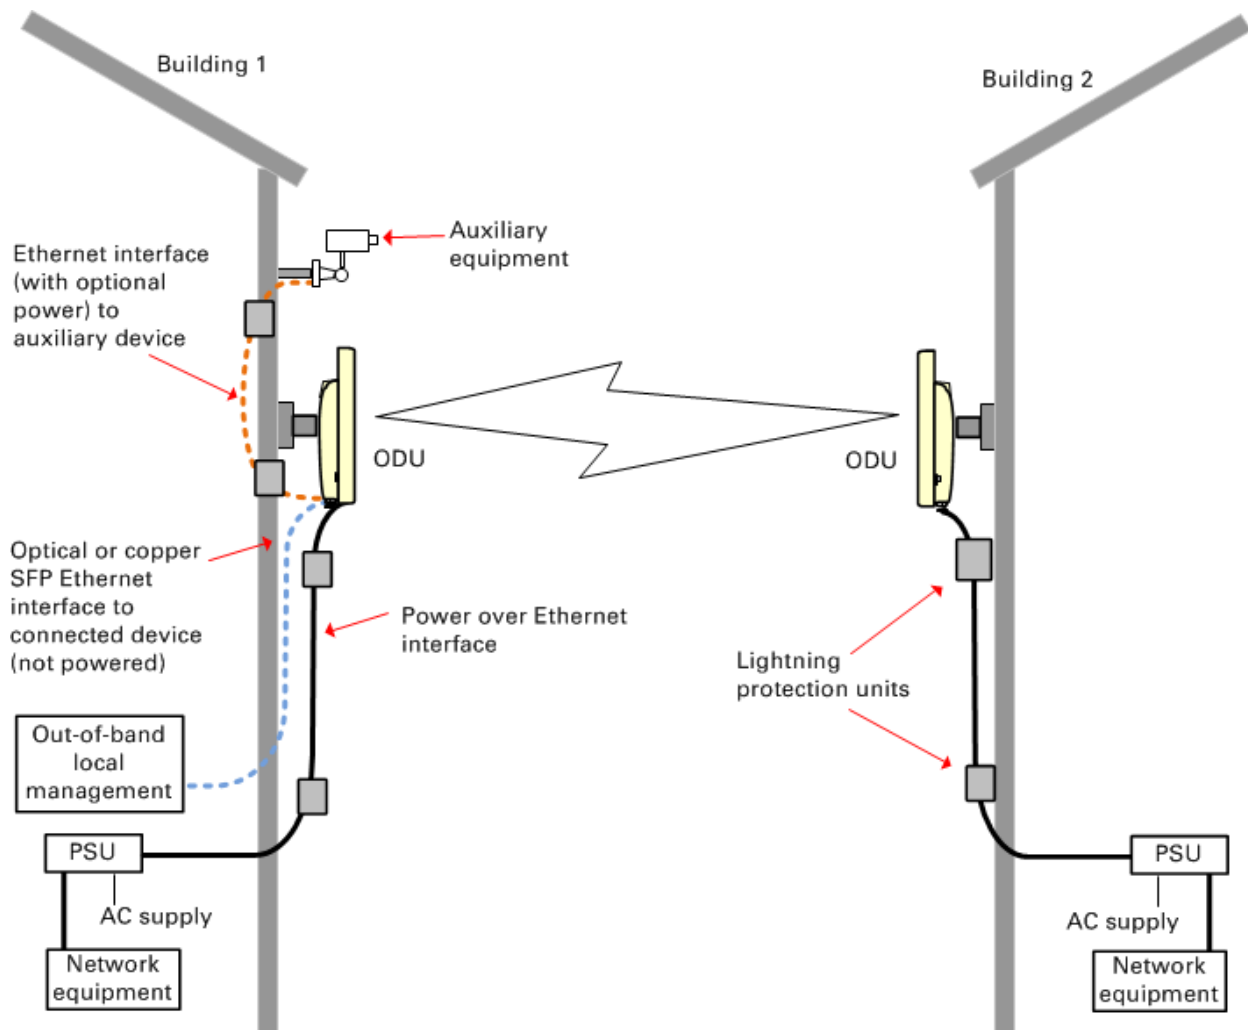 Building 1
Building 2
Auxiliary
equipment
Ethernet interface
(with optional
power) to
auxiliary device
ODU
ODU
Optical or copper
SFP Ethernet
interface to
connected device
(not powered)
Power over Ethernet
interface
Lightning
protection units
Out-of-band
local
management
PSU
AC supply
Network
equipment
PSU
AC supply
Network
equipment